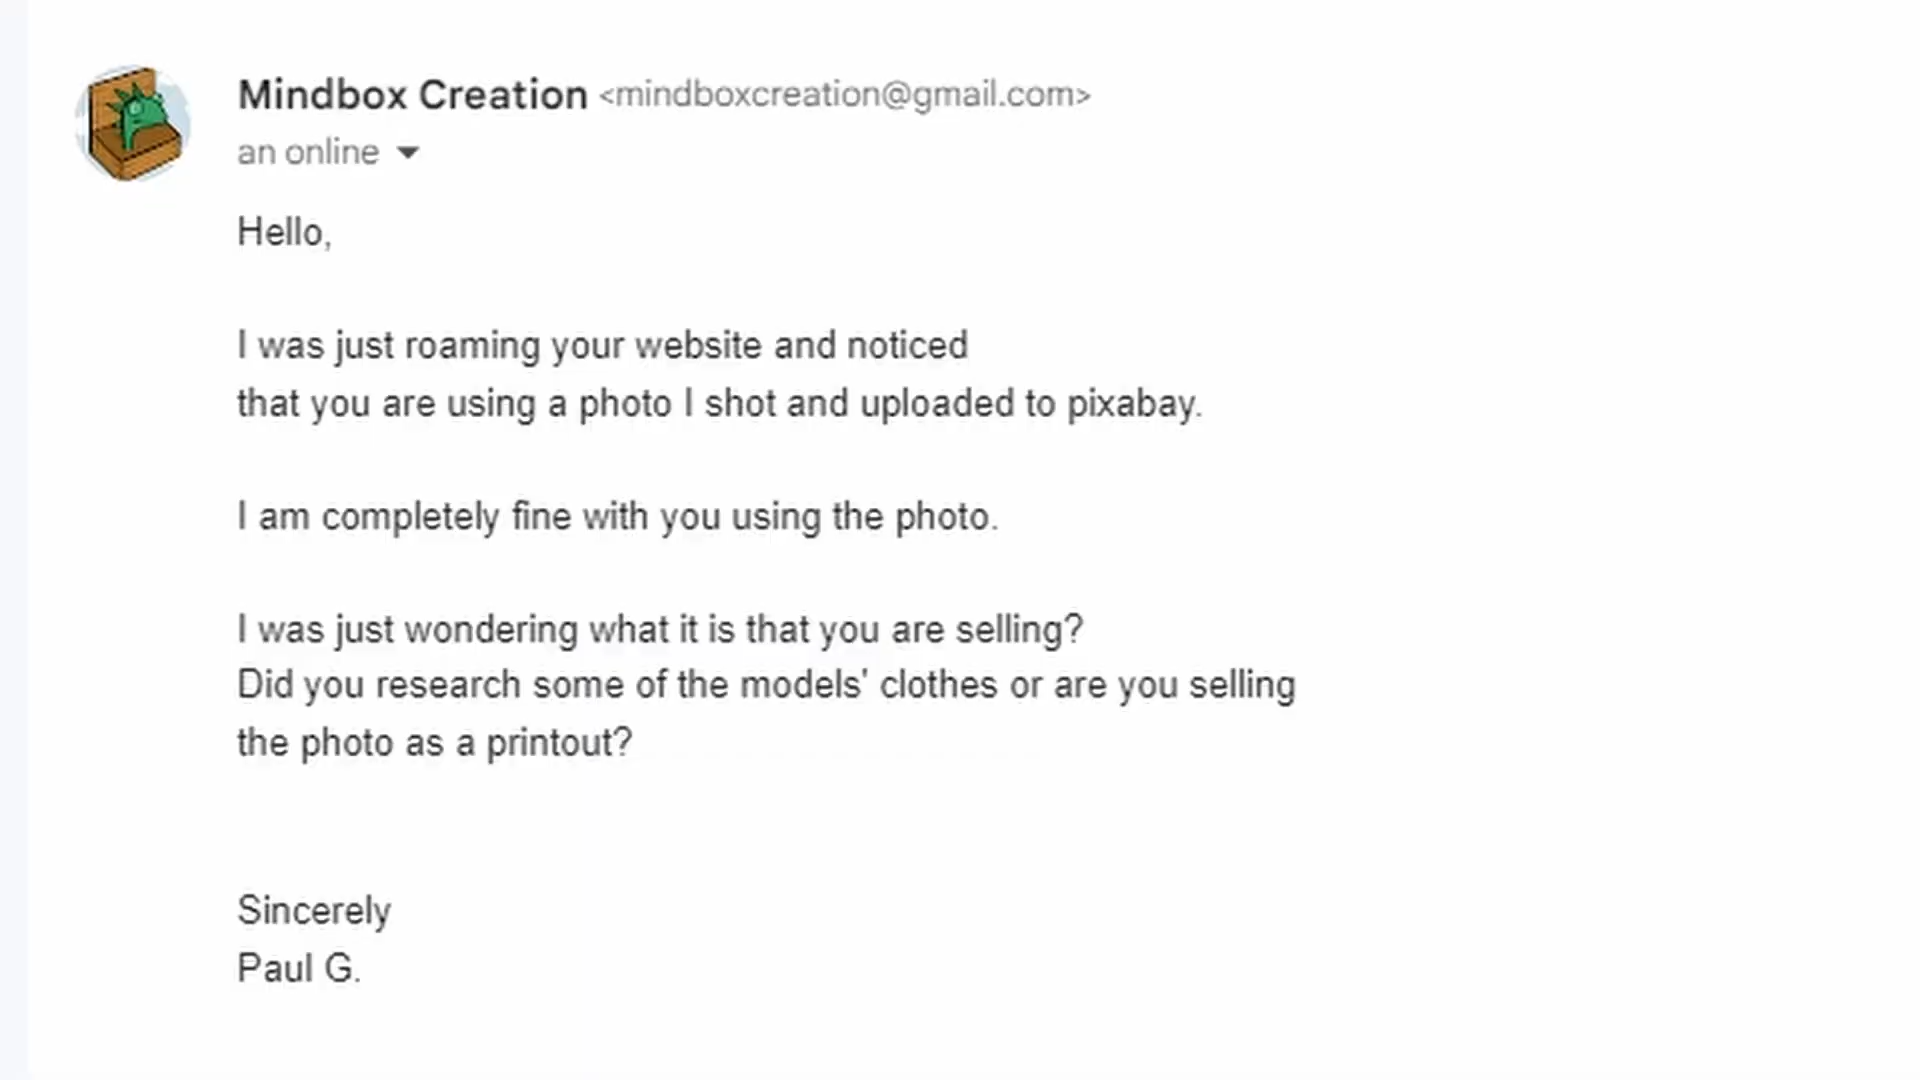 Mindbox Creation <mindboxcreation@gmail.com>
an online
Hello,
I was just roaming your website and noticed
that you are using a photo I shot and uploaded to pixabay.
I am completely fine with you using the photo.
I was just wondering what it is that you are selling?
Did you research some of the models' clothes or are you selling
the photo as a printout?
Sincerely
Paul G.